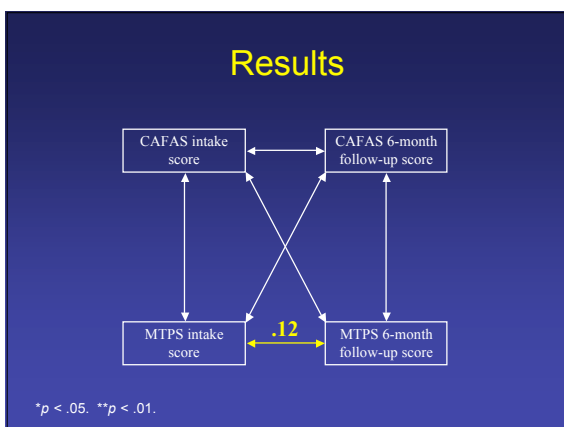 Results
CAFAS intake
score
CAFAS 6-month
follow-up score
.12
MTPS intake
score
MTPS 6-month
follow-up score
*p < .05.  **p < .01.